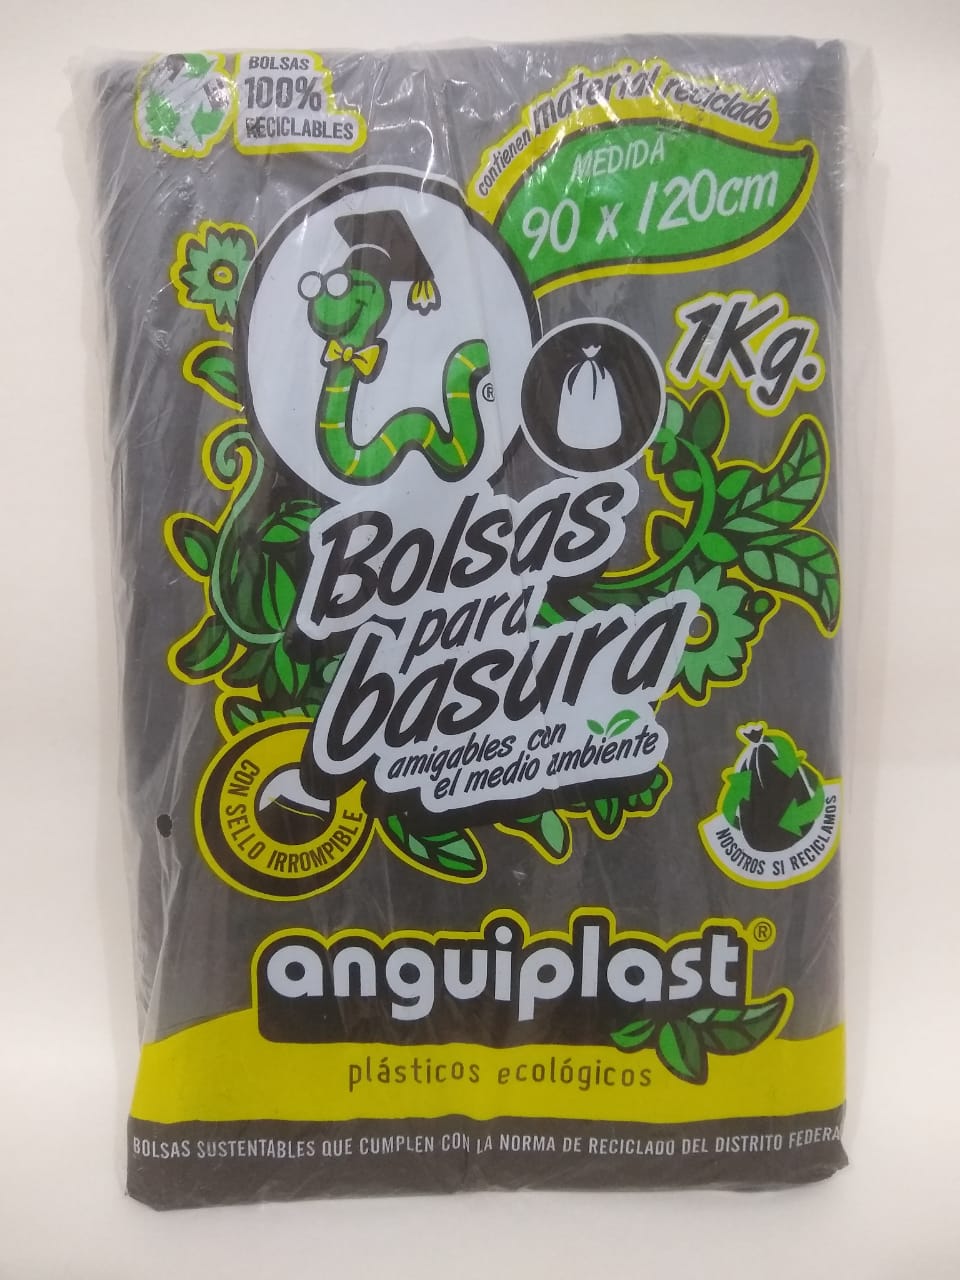 BOLSAS
100%
RECICLABLES
contienen material reciclado
MEDIDA
90 x 120cm
1Kg.
®
Bolsas
para
basura
amigables con
el medio ambiente
CON SELLO IRROMPIBLE
NOSOTROS SI RECICLAMOS
anguiplast®
plásticos ecológicos
BOLSAS SUSTENTABLES QUE CUMPLEN CON LA NORMA DE RECICLADO DEL DISTRITO FEDERA